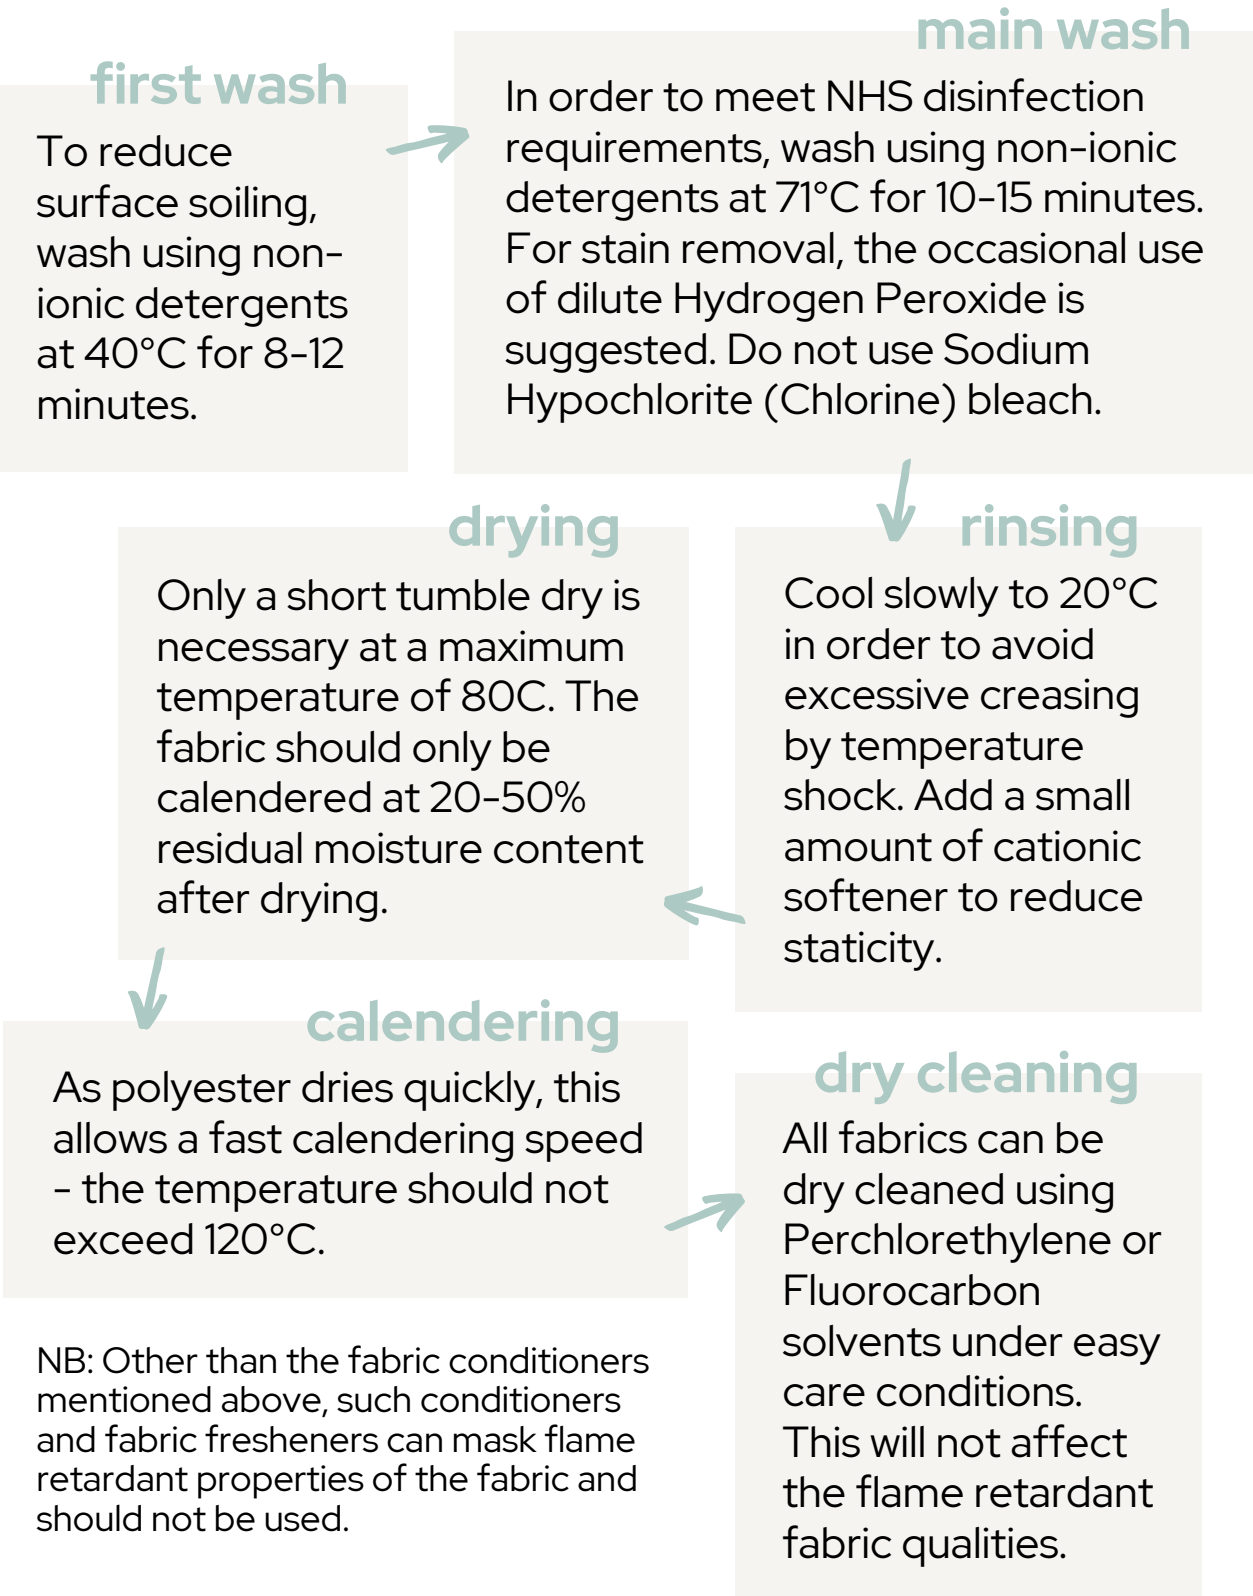 first wash
To reduce
surface soiling,
wash using non-
ionic detergents
at 40°C for 8-12
minutes.
main wash
In order to meet NHS disinfection
requirements, wash using non-ionic
detergents at 71°C for 10-15 minutes.
For stain removal, the occasional use
of dilute Hydrogen Peroxide is
suggested. Do not use Sodium
Hypochlorite (Chlorine) bleach.
rinsing
Cool slowly to 20°C
in order to avoid
excessive creasing
by temperature
shock. Add a small
amount of cationic
softener to reduce
staticity.
drying
Only a short tumble dry is
necessary at a maximum
temperature of 80C. The
fabric should only be
calendered at 20-50%
residual moisture content
after drying.
calendering
As polyester dries quickly, this
allows a fast calendering speed
- the temperature should not
exceed 120°C.
dry cleaning
All fabrics can be
dry cleaned using
Perchlorethylene or
Fluorocarbon
solvents under easy
care conditions.
This will not affect
the flame retardant
fabric qualities.
NB: Other than the fabric conditioners
mentioned above, such conditioners
and fabric fresheners can mask flame
retardant properties of the fabric and
should not be used.